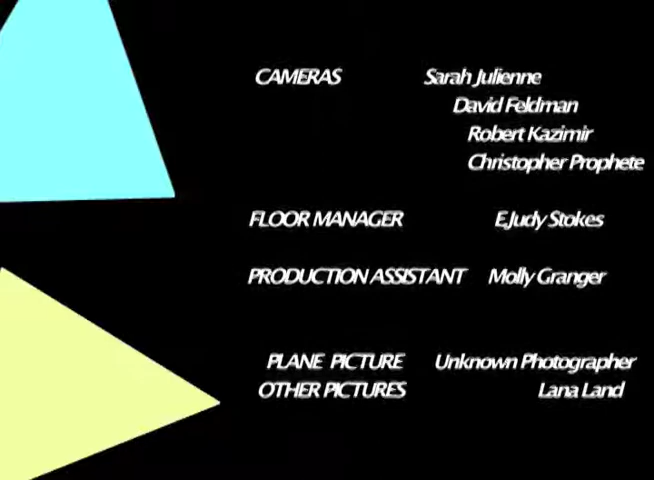 CAMERAS Sarah Julienne
David Feldman
Robert Kazimir
Christopher Prophete
FLOOR MANAGER E.Judy Stokes
PRODUCTION ASSISTANT Molly Granger
PLANE PICTURE Unknown Photographer
OTHER PICTURES Lana Land